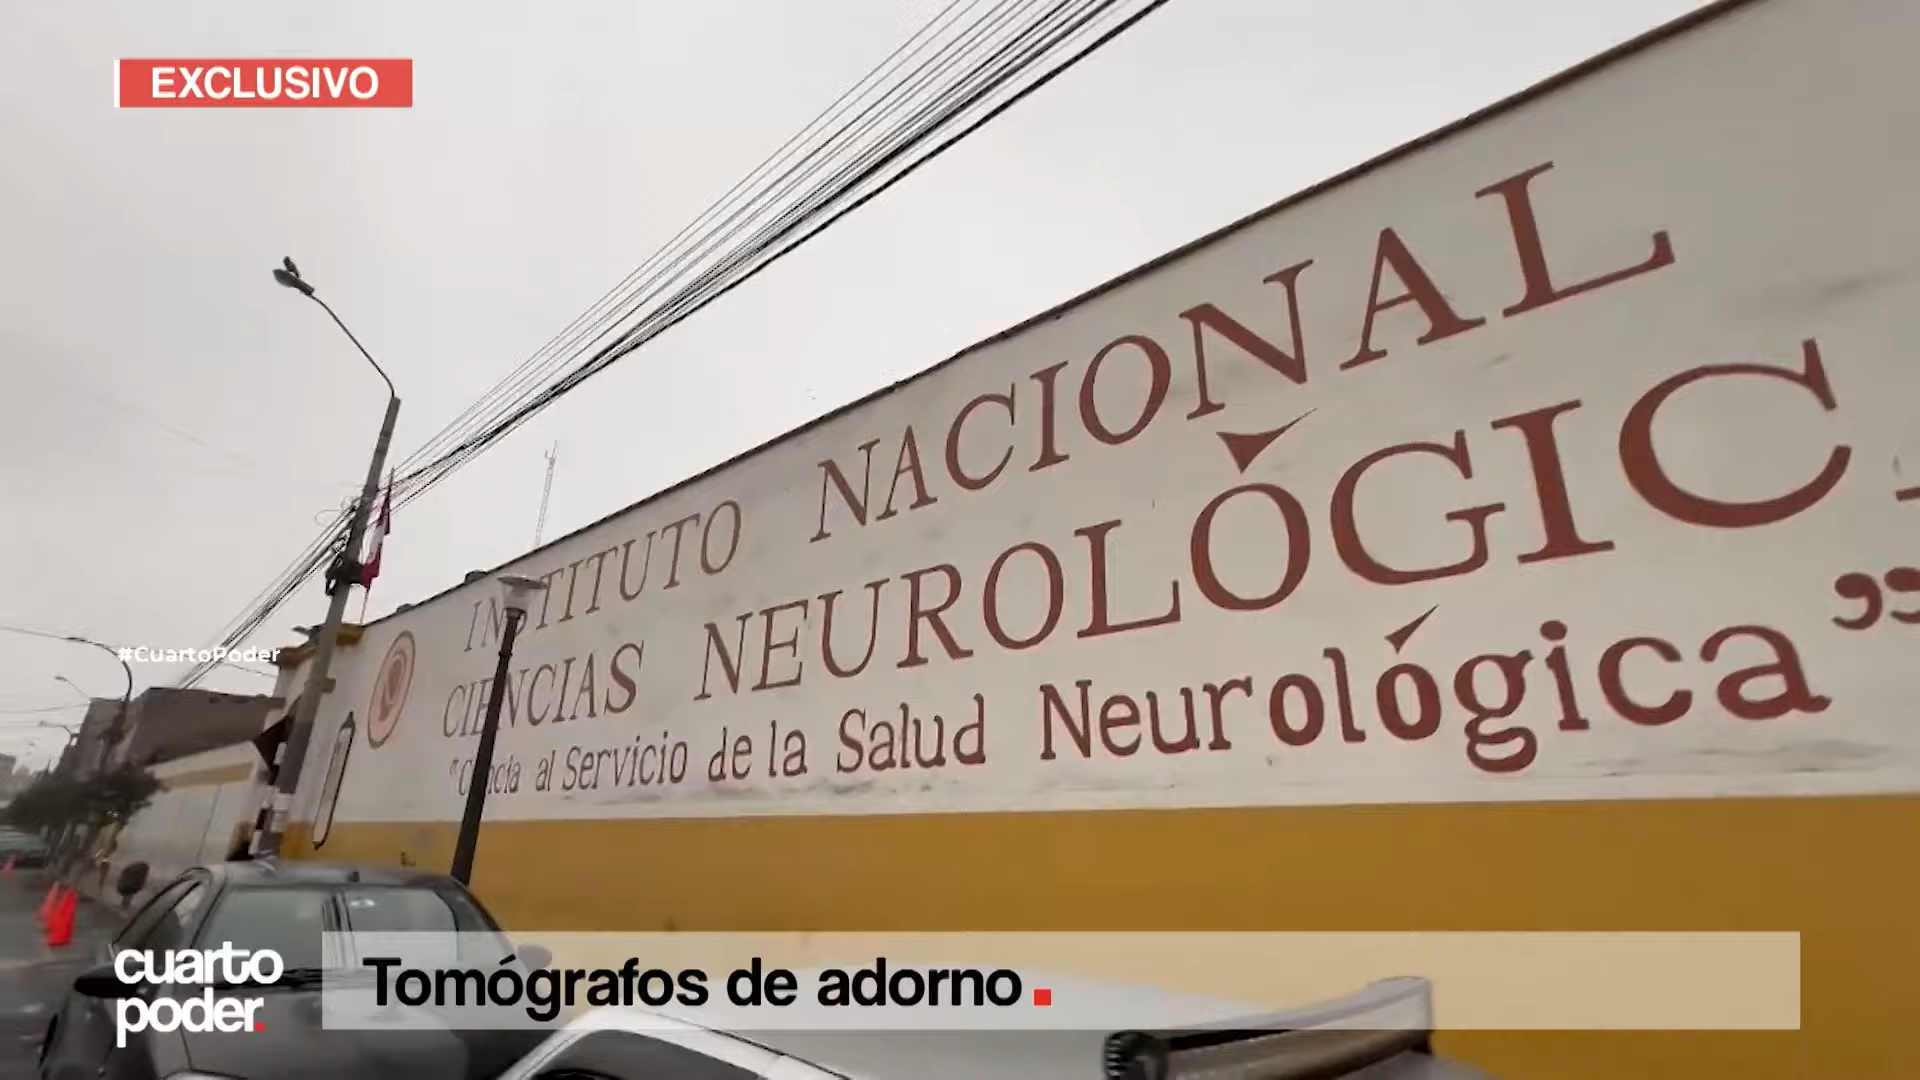 EXCLUSIVO
INSTITUTO NACIONAL
CIENCIAS NEUROLÓGIC
"Ciencia al Servicio de la Salud Neurológica"
#CuartoPoder
cuarto
poder.
Tomógrafos de adorno.